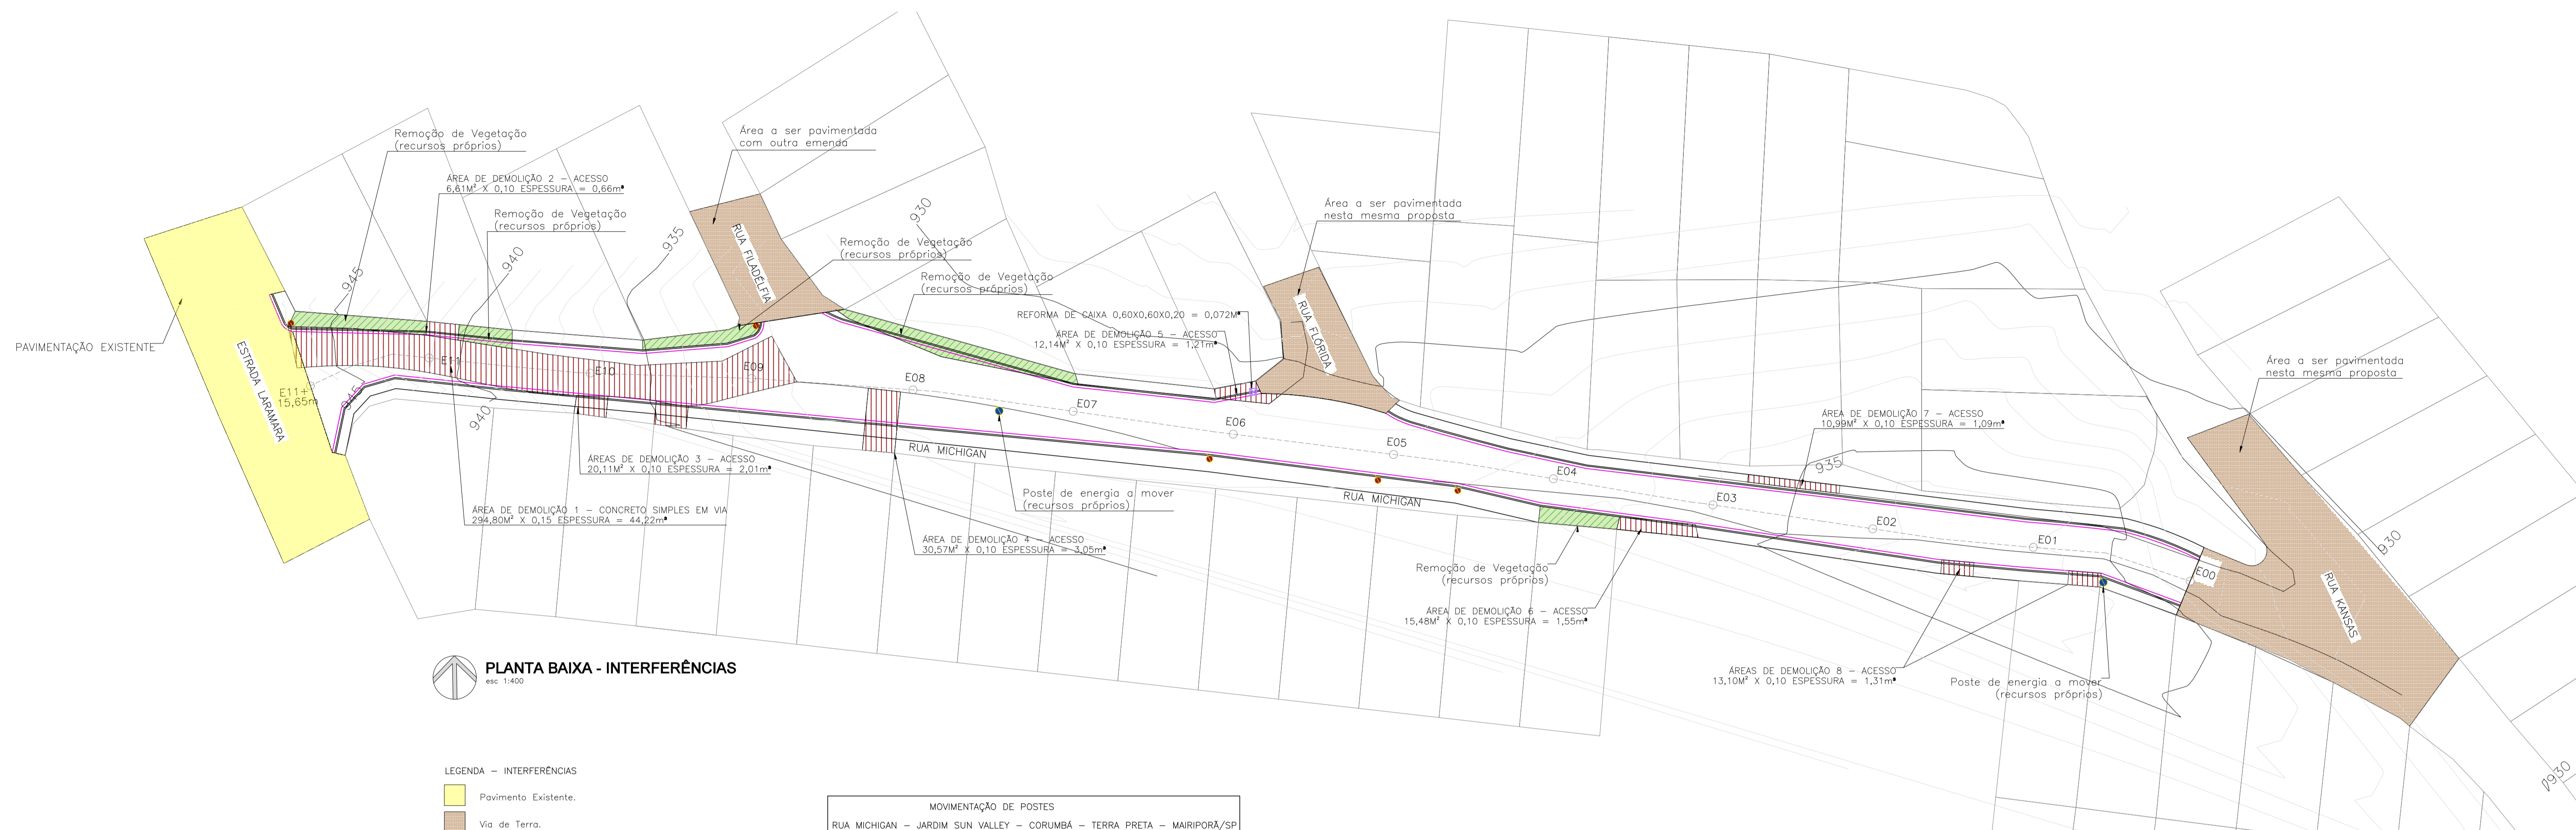 Remoção de Vegetação
(recursos próprios)
Área a ser pavimentada
com outra emenda
ÁREA DE DEMOLIÇÃO 2 – ACESSO
6,61M² X 0,10 ESPESSURA = 0,66m³
Remoção de Vegetação
(recursos próprios)
940
935
930
945
RUA FILADÉLFIA
Remoção de Vegetação
(recursos próprios)
Remoção de Vegetação
(recursos próprios)
Área a ser pavimentada
nesta mesma proposta
REFORMA DE CAIXA 0,60X0,60X0,20 = 0,072M³
ÁREA DE DEMOLIÇÃO 5 – ACESSO
12,14M² X 0,10 ESPESSURA = 1,21m³
RUA FLÓRIDA
PAVIMENTAÇÃO EXISTENTE
ESTRADA LARAMARA
E11+
15,65m
945
E11
E10
E09
E08
E07
E06
E05
E04
E03
E02
E01
E00
940
935
Área a ser pavimentada
nesta mesma proposta
ÁREA DE DEMOLIÇÃO 7 – ACESSO
10,99M² X 0,10 ESPESSURA = 1,09m³
RUA MICHIGAN
RUA MICHIGAN
930
RUA KANSAS
ÁREAS DE DEMOLIÇÃO 3 – ACESSO
20,11M² X 0,10 ESPESSURA = 2,01m³
ÁREA DE DEMOLIÇÃO 1 – CONCRETO SIMPLES EM VIA
294,80M² X 0,15 ESPESSURA = 44,22m³
Poste de energia a mover
(recursos próprios)
ÁREA DE DEMOLIÇÃO 4 – ACESSO
30,57M² X 0,10 ESPESSURA = 3,05m³
Remoção de Vegetação
(recursos próprios)
ÁREA DE DEMOLIÇÃO 6 – ACESSO
15,48M² X 0,10 ESPESSURA = 1,55m³
ÁREAS DE DEMOLIÇÃO 8 – ACESSO
13,10M² X 0,10 ESPESSURA = 1,31m³
Poste de energia a mover
(recursos próprios)
930
PLANTA BAIXA - INTERFERÊNCIAS
esc 1:400
LEGENDA – INTERFERÊNCIAS
Pavimento Existente.
Via de Terra.
MOVIMENTAÇÃO DE POSTES
RUA MICHIGAN – JARDIM SUN VALLEY – CORUMBÁ – TERRA PRETA – MAIRIPORÃ/SP